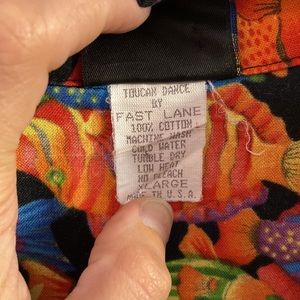 TOUCAN DANCE
BY
FAST LANE
100% COTTON
MACHINE WASH
COLD WATER
TUMBLE DRY
LOW HEAT
NO BLEACH
XLARGE
MADE IN U.S.A.